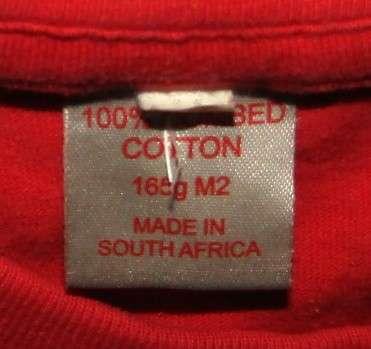 100%
COTTON
165g M2
MADE IN
SOUTH AFRICA